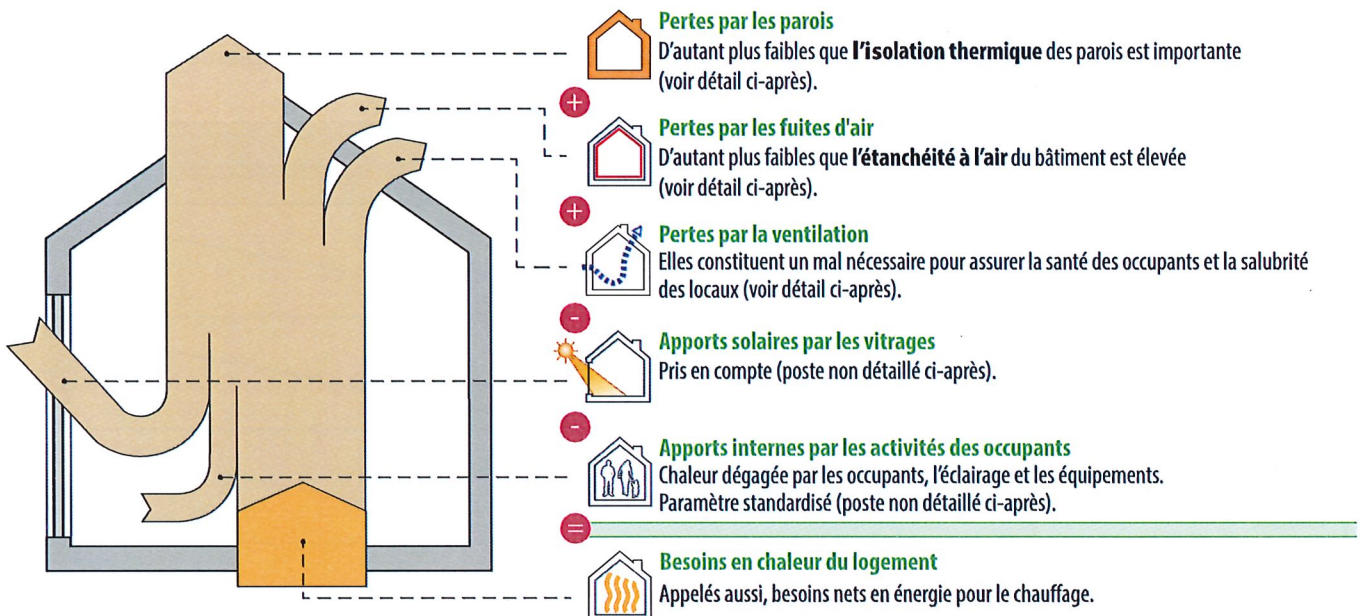 Pertes par les parois
D'autant plus faibles que l'isolation thermique des parois est importante
(voir détail ci-après).
+
Pertes par les fuites d'air
D'autant plus faibles que l'étanchéité à l'air du bâtiment est élevée
(voir détail ci-après).
+
Pertes par la ventilation
Elles constituent un mal nécessaire pour assurer la santé des occupants et la salubrité
des locaux (voir détail ci-après).
-
Apports solaires par les vitrages
Pris en compte (poste non détaillé ci-après).
-
Apports internes par les activités des occupants
Chaleur dégagée par les occupants, l'éclairage et les équipements.
Paramètre standardisé (poste non détaillé ci-après).
=
Besoins en chaleur du logement
Appelés aussi, besoins nets en énergie pour le chauffage.